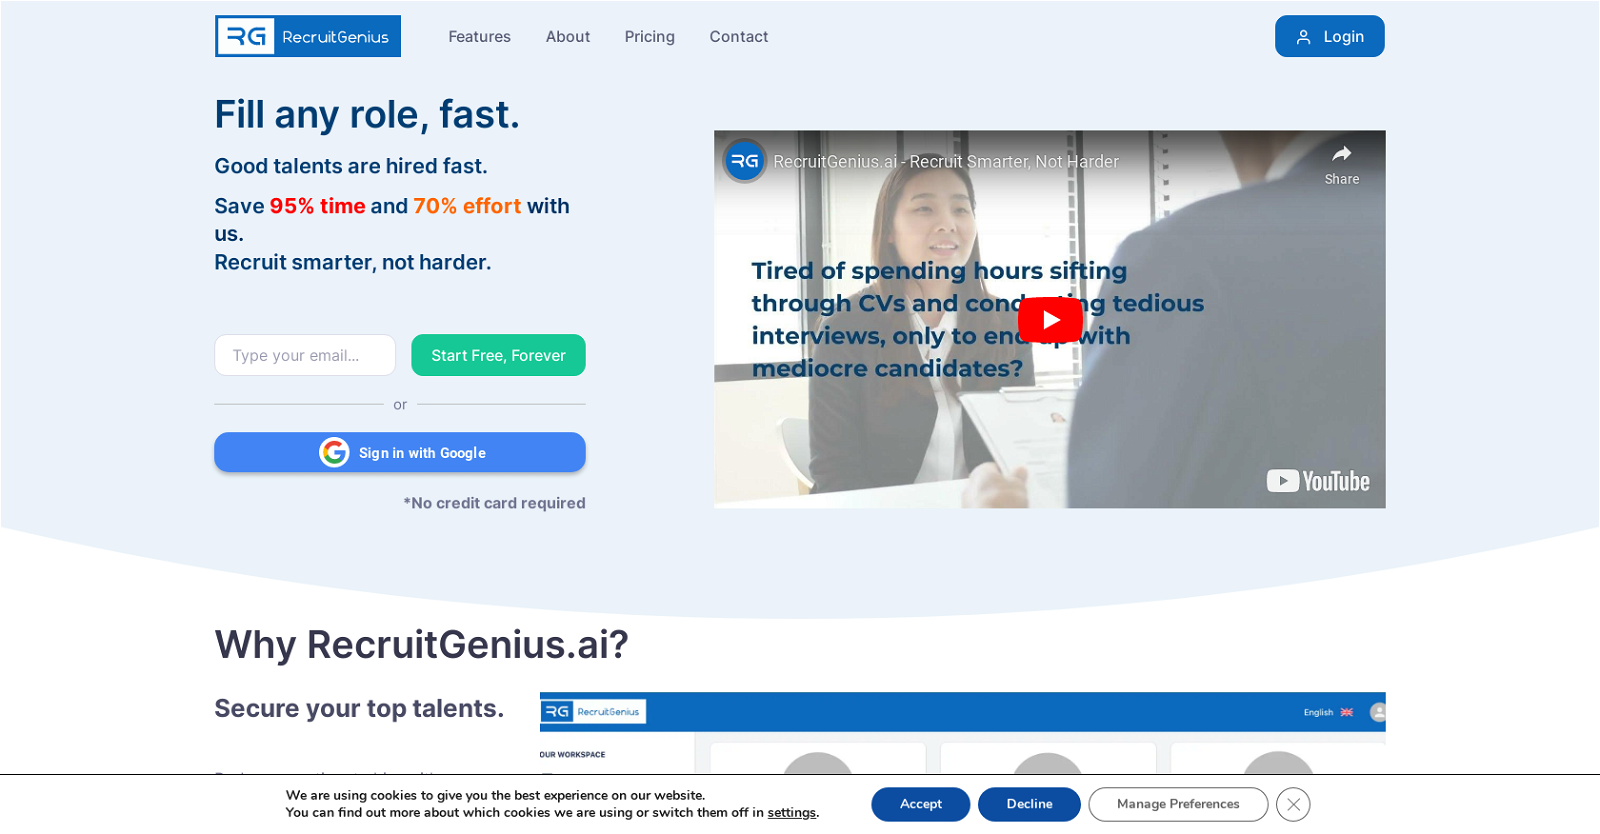 RG RecruitGenius
Features
About
Pricing
Contact
Login
Fill any role, fast.
Good talents are hired fast.
Save 95% time and 70% effort with
us.
Recruit smarter, not harder.
Type your email...
Start Free, Forever
or
Sign in with Google
*No credit card required
RG RecruitGenius.ai - Recruit Smarter, Not Harder
Share
Tired of spending hours sifting
through CVs and conducting tedious
interviews, only to end up with
mediocre candidates?
YouTube
Why RecruitGenius.ai?
Secure your top talents.
RG RecruitGenius
English
OUR WORKSPACE
We are using cookies to give you the best experience on our website.
You can find out more about which cookies we are using or switch them off in settings.
Accept
Decline
Manage Preferences